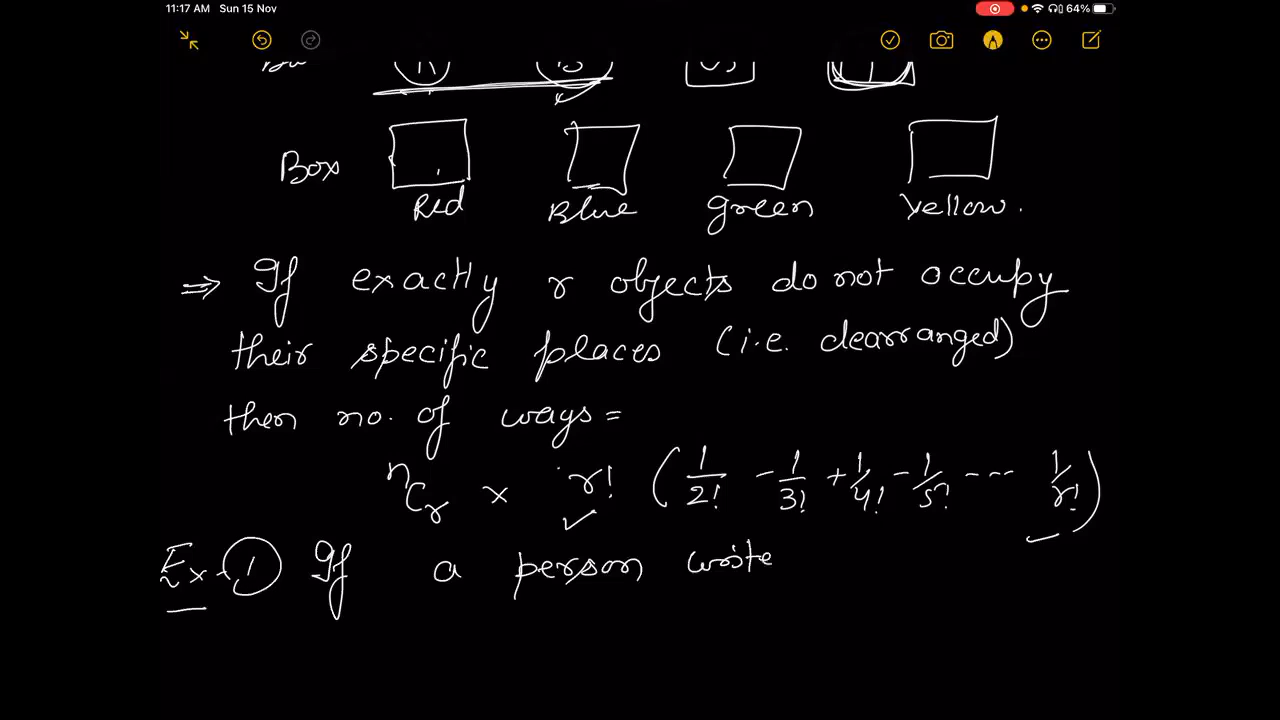 11:17 AM Sun 15 Nov
64%
Box
Red Blue green Yellow.
⇒ If exactly r objects do not occupy
their specific places (i.e. dearranged)
then no. of ways =
ⁿCᵣ × r! (1/2! - 1/3! + 1/4! - 1/5! ---- 1/r!)
Ex-① If a person write